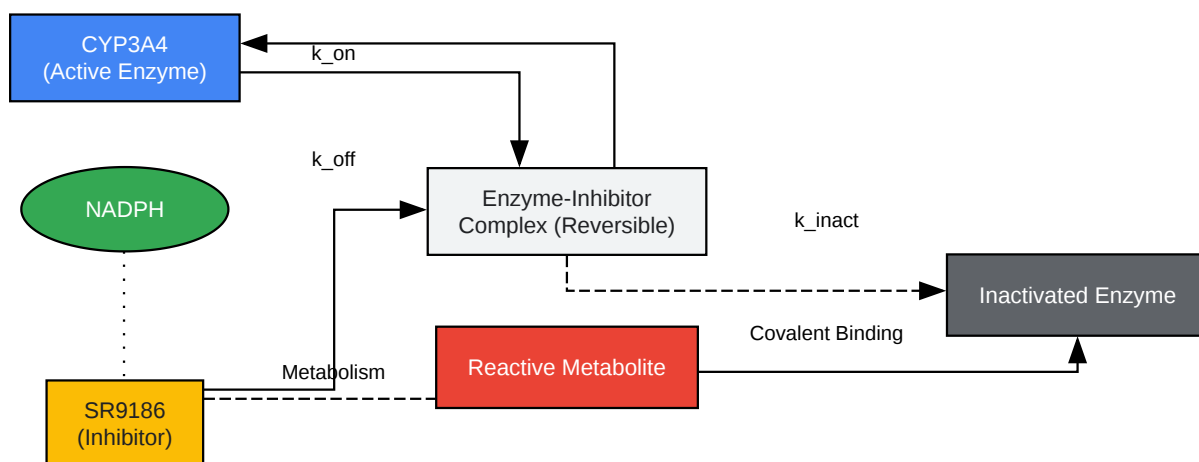 CYP3A4
(Active Enzyme)
k_on
k_off
NADPH
Enzyme-Inhibitor
Complex (Reversible)
k_inact
Inactivated Enzyme
Covalent Binding
Reactive Metabolite
Metabolism
SR9186
(Inhibitor)